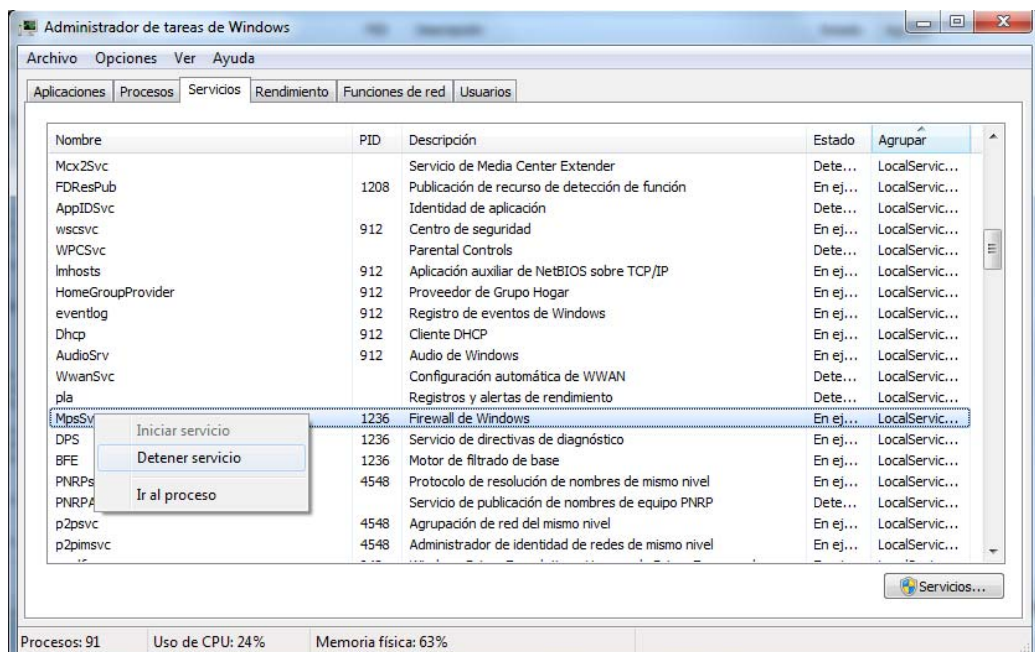 Administrador de tareas de Windows
Archivo Opciones Ver Ayuda
Aplicaciones Procesos Servicios Rendimiento Funciones de red Usuarios
Nombre PID Descripción Estado Agrupar
Mcx2Svc Servicio de Media Center Extender Dete... LocalServic...
FDResPub 1208 Publicación de recurso de detección de función En ej... LocalServic...
AppIDSvc Identidad de aplicación Dete... LocalServic...
wscsvc 912 Centro de seguridad En ej... LocalServic...
WPCSvc Parental Controls Dete... LocalServic...
lmhosts 912 Aplicación auxiliar de NetBIOS sobre TCP/IP En ej... LocalServic...
HomeGroupProvider 912 Proveedor de Grupo Hogar En ej... LocalServic...
eventlog 912 Registro de eventos de Windows En ej... LocalServic...
Dhcp 912 Cliente DHCP En ej... LocalServic...
AudioSrv 912 Audio de Windows En ej... LocalServic...
WwanSvc Configuración automática de WWAN Dete... LocalServic...
pla Registros y alertas de rendimiento Dete... LocalServic...
MpsSv 1236 Firewall de Windows En ej... LocalServic...
Iniciar servicio
DPS 1236 Servicio de directivas de diagnóstico En ej... LocalServic...
Detener servicio
BFE 1236 Motor de filtrado de base En ej... LocalServic...
PNRPs 4548 Protocolo de resolución de nombres de mismo nivel En ej... LocalServic...
Ir al proceso
PNRPA Servicio de publicación de nombres de equipo PNRP Dete... LocalServic...
p2psvc 4548 Agrupación de red del mismo nivel En ej... LocalServic...
p2pimsvc 4548 Administrador de identidad de redes de mismo nivel En ej... LocalServic...
Servicios...
Procesos: 91 Uso de CPU: 24% Memoria física: 63%